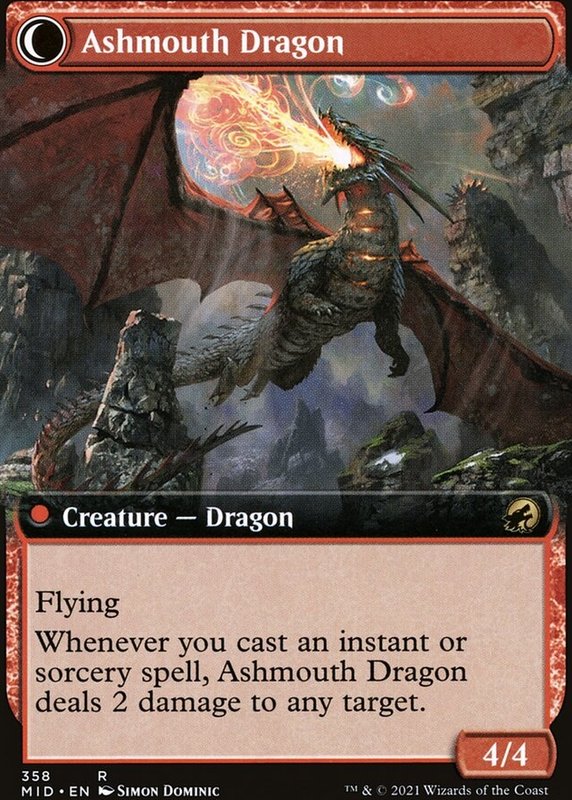 Ashmouth Dragon
Creature — Dragon
Flying
Whenever you cast an instant or
sorcery spell, Ashmouth Dragon
deals 2 damage to any target.
4/4
358 R
MID • EN SIMON DOMINIC
™ & © 2021 Wizards of the Coast